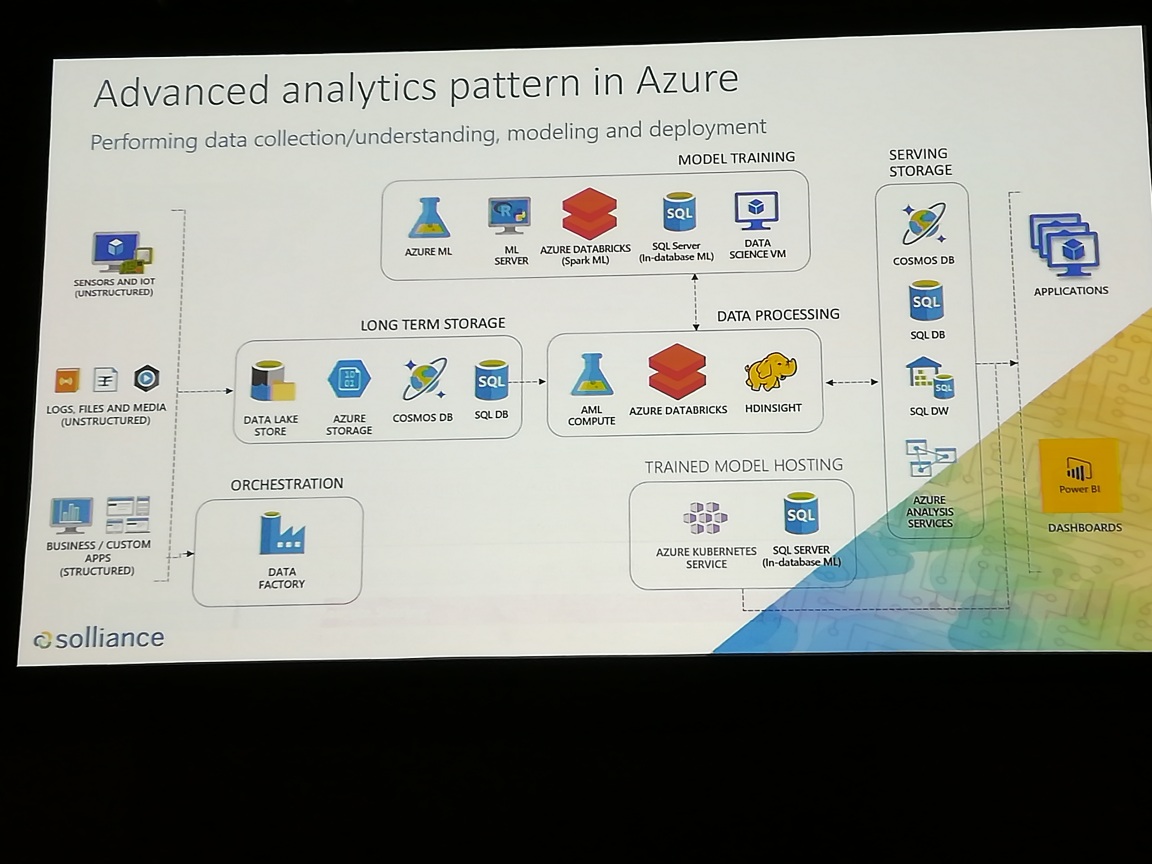 Advanced analytics pattern in Azure
Performing data collection/understanding, modeling and deployment
MODEL TRAINING
AZURE ML
ML
SERVER
AZURE DATABRICKS
(Spark ML)
SQL
SQL Server
(In-database ML)
DATA
SCIENCE VM
SERVING
STORAGE
COSMOS DB
SQL
SQL DB
SQL
SQL DW
AZURE
ANALYSIS
SERVICES
SENSORS AND IOT
(UNSTRUCTURED)
LOGS, FILES AND MEDIA
(UNSTRUCTURED)
BUSINESS / CUSTOM
APPS
(STRUCTURED)
LONG TERM STORAGE
DATA LAKE
STORE
10
01
AZURE
STORAGE
COSMOS DB
SQL
SQL DB
DATA PROCESSING
AML
COMPUTE
AZURE DATABRICKS
HDINSIGHT
ORCHESTRATION
DATA
FACTORY
TRAINED MODEL HOSTING
AZURE KUBERNETES
SERVICE
SQL
SQL SERVER
(In-database ML)
APPLICATIONS
Power BI
DASHBOARDS
solliance